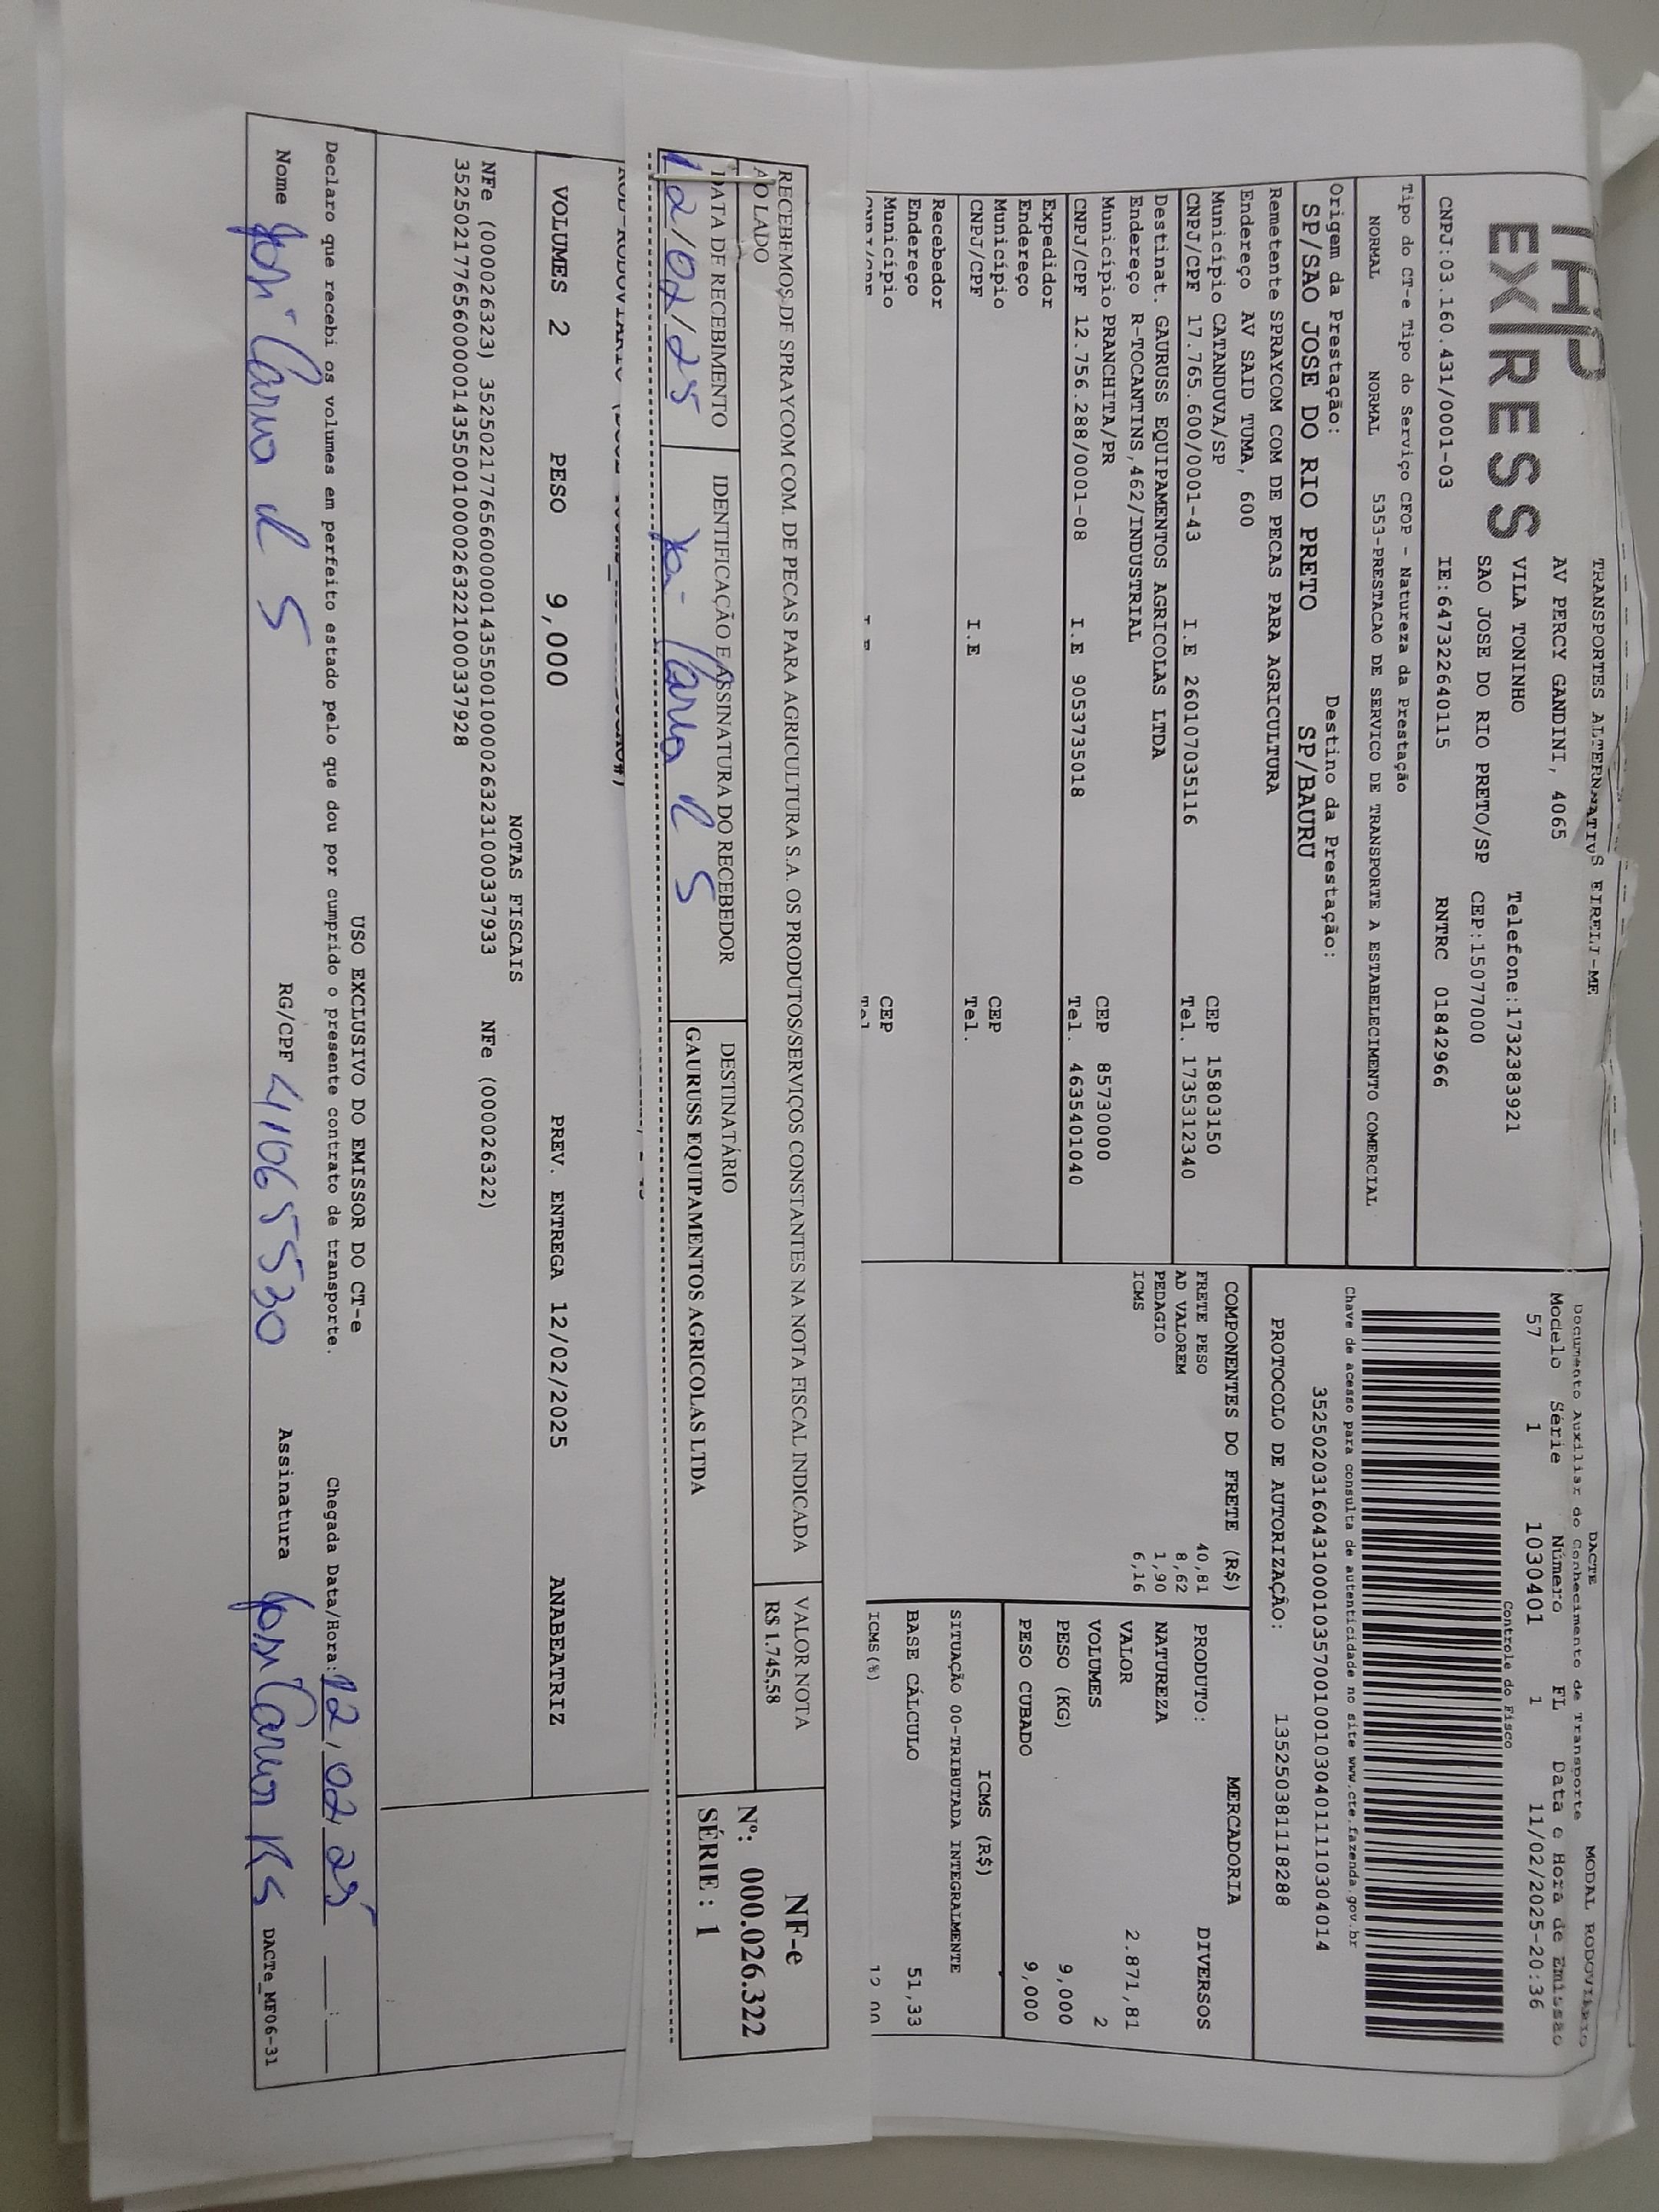 TRANSPORTES ALTERNATIVS EIRELI-ME
AV PERCY GANDINI, 4065
VILA TONINHO Telefone:1732383921
SAO JOSE DO RIO PRETO/SP CEP:15077000
CNPJ:03.160.431/0001-03 IE:647322640115 RNTRC 01842966
EXPRESS
DACTE MODAL RODOVIARIO
Documento Auxiliar do Conhecimento de Transporte
Modelo Série Número FL Data e Hora de Emissão
57 1 1030401 1 11/02/2025-20:36
Controle do Fisco
Chave de acesso para consulta de autenticidade no site www.cte.fazenda.gov.br
35250203160431000103570010010304011110304014
PROTOCOLO DE AUTORIZAÇÃO: 135250381118288
Tipo do CT-e Tipo do Serviço CFOP - Natureza da Prestação
NORMAL NORMAL 5353-PRESTACAO DE SERVICO DE TRANSPORTE A ESTABELECIMENTO COMERCIAL
Origem da Prestação: Destino da Prestação:
SP/SAO JOSE DO RIO PRETO SP/BAURU
Remetente SPRAYCOM COM DE PECAS PARA AGRICULTURA
Endereço AV SAID TUMA, 600
Município CATANDUVA/SP CEP 15803150
CNPJ/CPF 17.765.600/0001-43 I.E 260107035116 Tel. 1735312340
Destinat. GAURUSS EQUIPAMENTOS AGRICOLAS LTDA
Endereço R-TOCANTINS,462/INDUSTRIAL
Município PRANCHITA/PR CEP 85730000
CNPJ/CPF 12.756.288/0001-08 I.E 9053735018 Tel. 4635401040
Expedidor
Endereço
Município CEP
CNPJ/CPF I.E Tel.
Recebedor
Endereço
Município CEP
CNPJ/CPF I.E Tel
COMPONENTES DO FRETE (R$)
FRETE PESO 40,81
AD VALOREM 8,62
PEDAGIO 1,90
ICMS 6,16
MERCADORIA
PRODUTO: DIVERSOS
NATUREZA
VALOR 2.871,81
VOLUMES 2
PESO (KG) 9,000
PESO CUBADO 9,000
ICMS (R$)
SITUAÇÃO 00-TRIBUTADA INTEGRALMENTE
BASE CÁLCULO 51,33
ICMS(%) 12,00
RECEBEMOS DE SPRAYCOM COM. DE PECAS PARA AGRICULTURA S.A. OS PRODUTOS/SERVIÇOS CONSTANTES NA NOTA FISCAL INDICADA
AO LADO
VALOR NOTA
R$ 1.745,58
NF-e
Nº: 000.026.322
SÉRIE : 1
DATA DE RECEBIMENTO IDENTIFICAÇÃO E ASSINATURA DO RECEBEDOR DESTINATÁRIO
12/02/25 GAURUSS EQUIPAMENTOS AGRICOLAS LTDA
VOLUMES 2 PESO 9,000 PREV. ENTREGA 12/02/2025 ANABEATRIZ
NOTAS FISCAIS
NFe (000026323) 35250217765600000143550010000263231000337933 NFe (000026322)
35250217765600000143550010000263221000337928
USO EXCLUSIVO DO EMISSOR DO CT-e
Declaro que recebi os volumes em perfeito estado pelo que dou por cumprido o presente contrato de transporte. Chegada Data/Hora: 12/02/25 __:__
Nome RG/CPF 41065530 Assinatura
DACTe_MF06-31